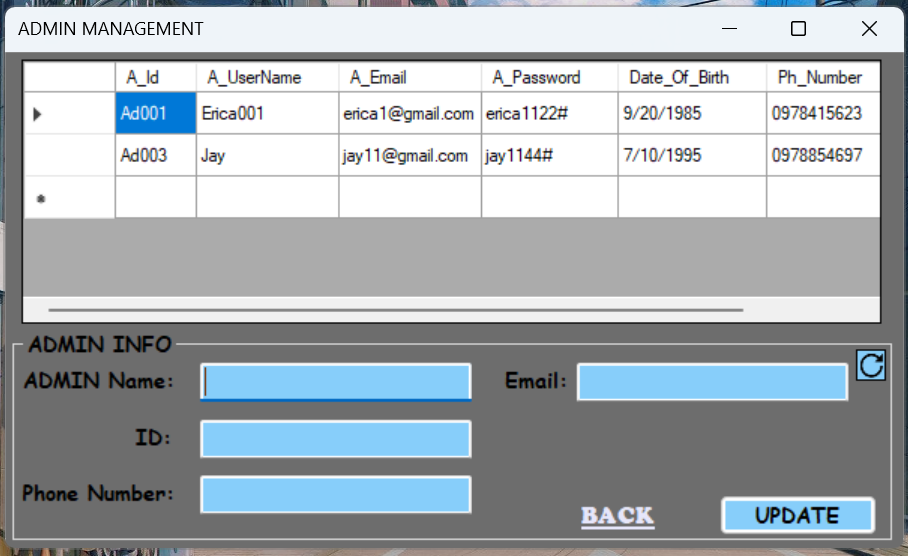 ADMIN MANAGEMENT
A_Id A_UserName A_Email A_Password Date_Of_Birth Ph_Number
Ad001 Erica001 erica1@gmail.com erica1122# 9/20/1985 0978415623
Ad003 Jay jay11@gmail.com jay1144# 7/10/1995 0978854697
ADMIN INFO
ADMIN Name: Email:
ID:
Phone Number:
BACK UPDATE